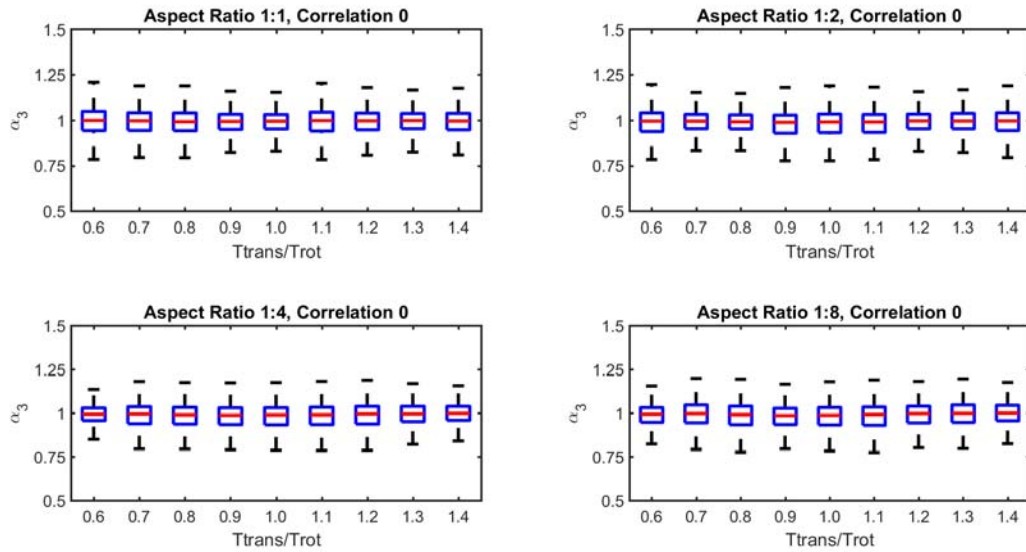 Aspect Ratio 1:1, Correlation 0
1.5
1.25
1
0.75
0.5
α3
0.6 0.7 0.8 0.9 1.0 1.1 1.2 1.3 1.4
Ttrans/Trot
Aspect Ratio 1:2, Correlation 0
1.5
1.25
1
0.75
0.5
α3
0.6 0.7 0.8 0.9 1.0 1.1 1.2 1.3 1.4
Ttrans/Trot
Aspect Ratio 1:4, Correlation 0
1.5
1.25
1
0.75
0.5
α3
0.6 0.7 0.8 0.9 1.0 1.1 1.2 1.3 1.4
Ttrans/Trot
Aspect Ratio 1:8, Correlation 0
1.5
1.25
1
0.75
0.5
α3
0.6 0.7 0.8 0.9 1.0 1.1 1.2 1.3 1.4
Ttrans/Trot